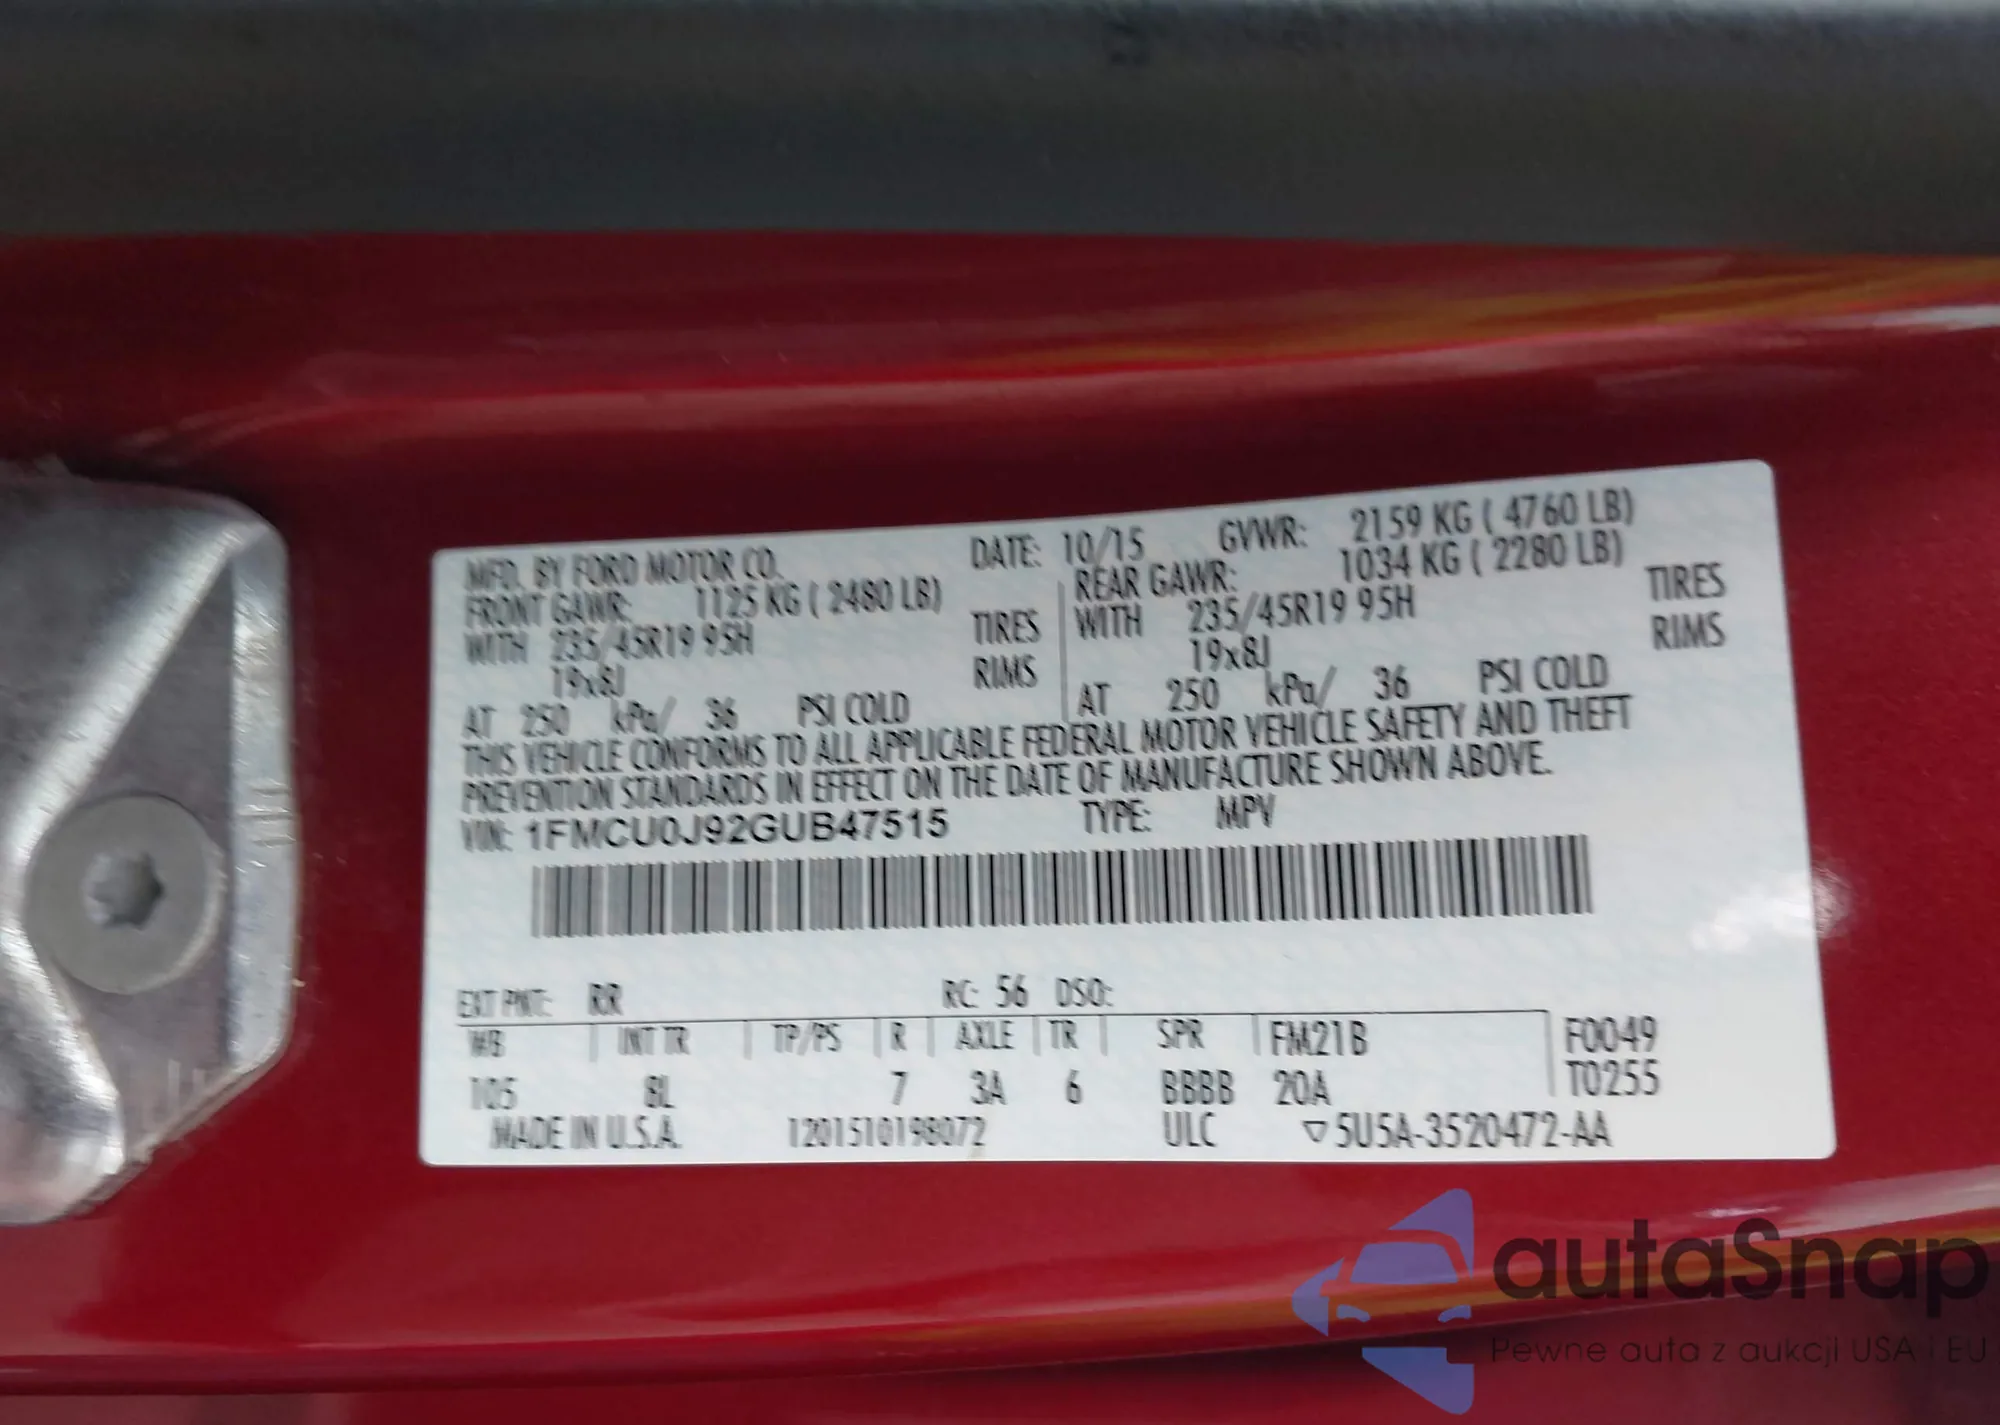 MFD. BY FORD MOTOR CO. DATE: 10/15 GVWR: 2159 KG ( 4760 LB)
FRONT GAWR: 1125 KG ( 2480 LB) REAR GAWR: 1034 KG ( 2280 LB)
WITH 235/45R19 95H TIRES WITH 235/45R19 95H TIRES
19x8J RIMS 19x8J RIMS
AT 250 kPa/ 36 PSI COLD AT 250 kPa/ 36 PSI COLD
THIS VEHICLE CONFORMS TO ALL APPLICABLE FEDERAL MOTOR VEHICLE SAFETY AND THEFT
PREVENTION STANDARDS IN EFFECT ON THE DATE OF MANUFACTURE SHOWN ABOVE.
VIN: 1FMCU0J92GUB47515 TYPE: MPV
EXT PNT: RR RC: 56 DSO:
WB INT TR TP/PS R AXLE TR SPR FM21B F0049
105 8L 7 3A 6 BBBB 20A T0255
MADE IN U.S.A. 1201510198072 ULC ▽5U5A-3520472-AA
autaSnap
Pewne auta z aukcji USA i EU